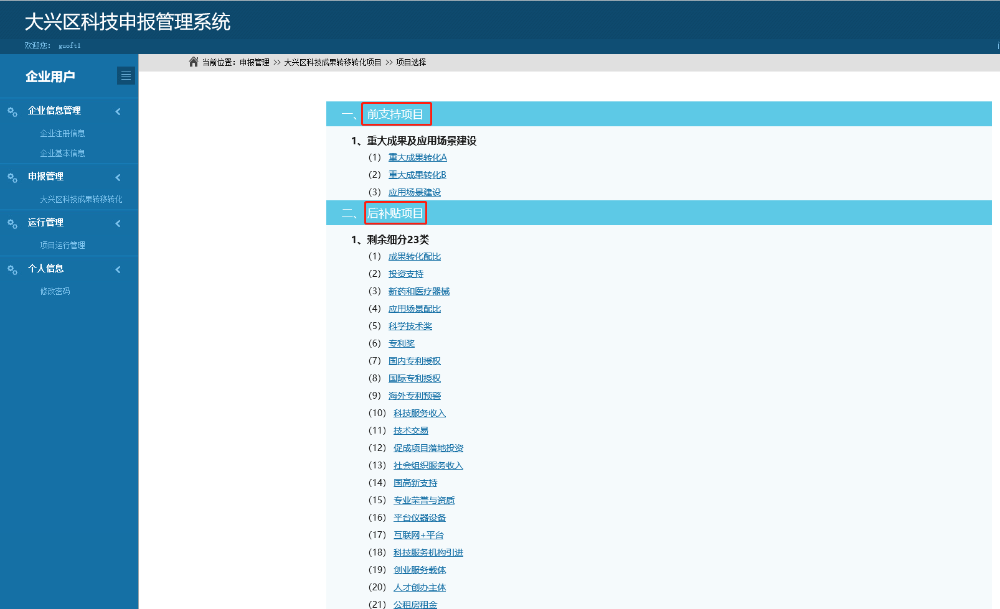 大兴区科技申报管理系统
欢迎您： guoft1
企业用户
企业信息管理
企业注册信息
企业基本信息
申报管理
大兴区科技成果转移转化
运行管理
项目运行管理
个人信息
修改密码
当前位置：申报管理 >> 大兴区科技成果转移转化项目 >> 项目选择
一、前支持项目
1、重大成果及应用场景建设
(1) 重大成果转化A
(2) 重大成果转化B
(3) 应用场景建设
二、后补贴项目
1、剩余细分23类
(1) 成果转化配比
(2) 投资支持
(3) 新药和医疗器械
(4) 应用场景配比
(5) 科学技术奖
(6) 专利奖
(7) 国内专利授权
(8) 国际专利授权
(9) 海外专利预警
(10) 科技服务收入
(11) 技术交易
(12) 促成项目落地投资
(13) 社会组织服务收入
(14) 国高新支持
(15) 专业荣誉与资质
(16) 平台仪器设备
(17) 互联网+平台
(18) 科技服务机构引进
(19) 创业服务载体
(20) 人才创办主体
(21) 公租房租金